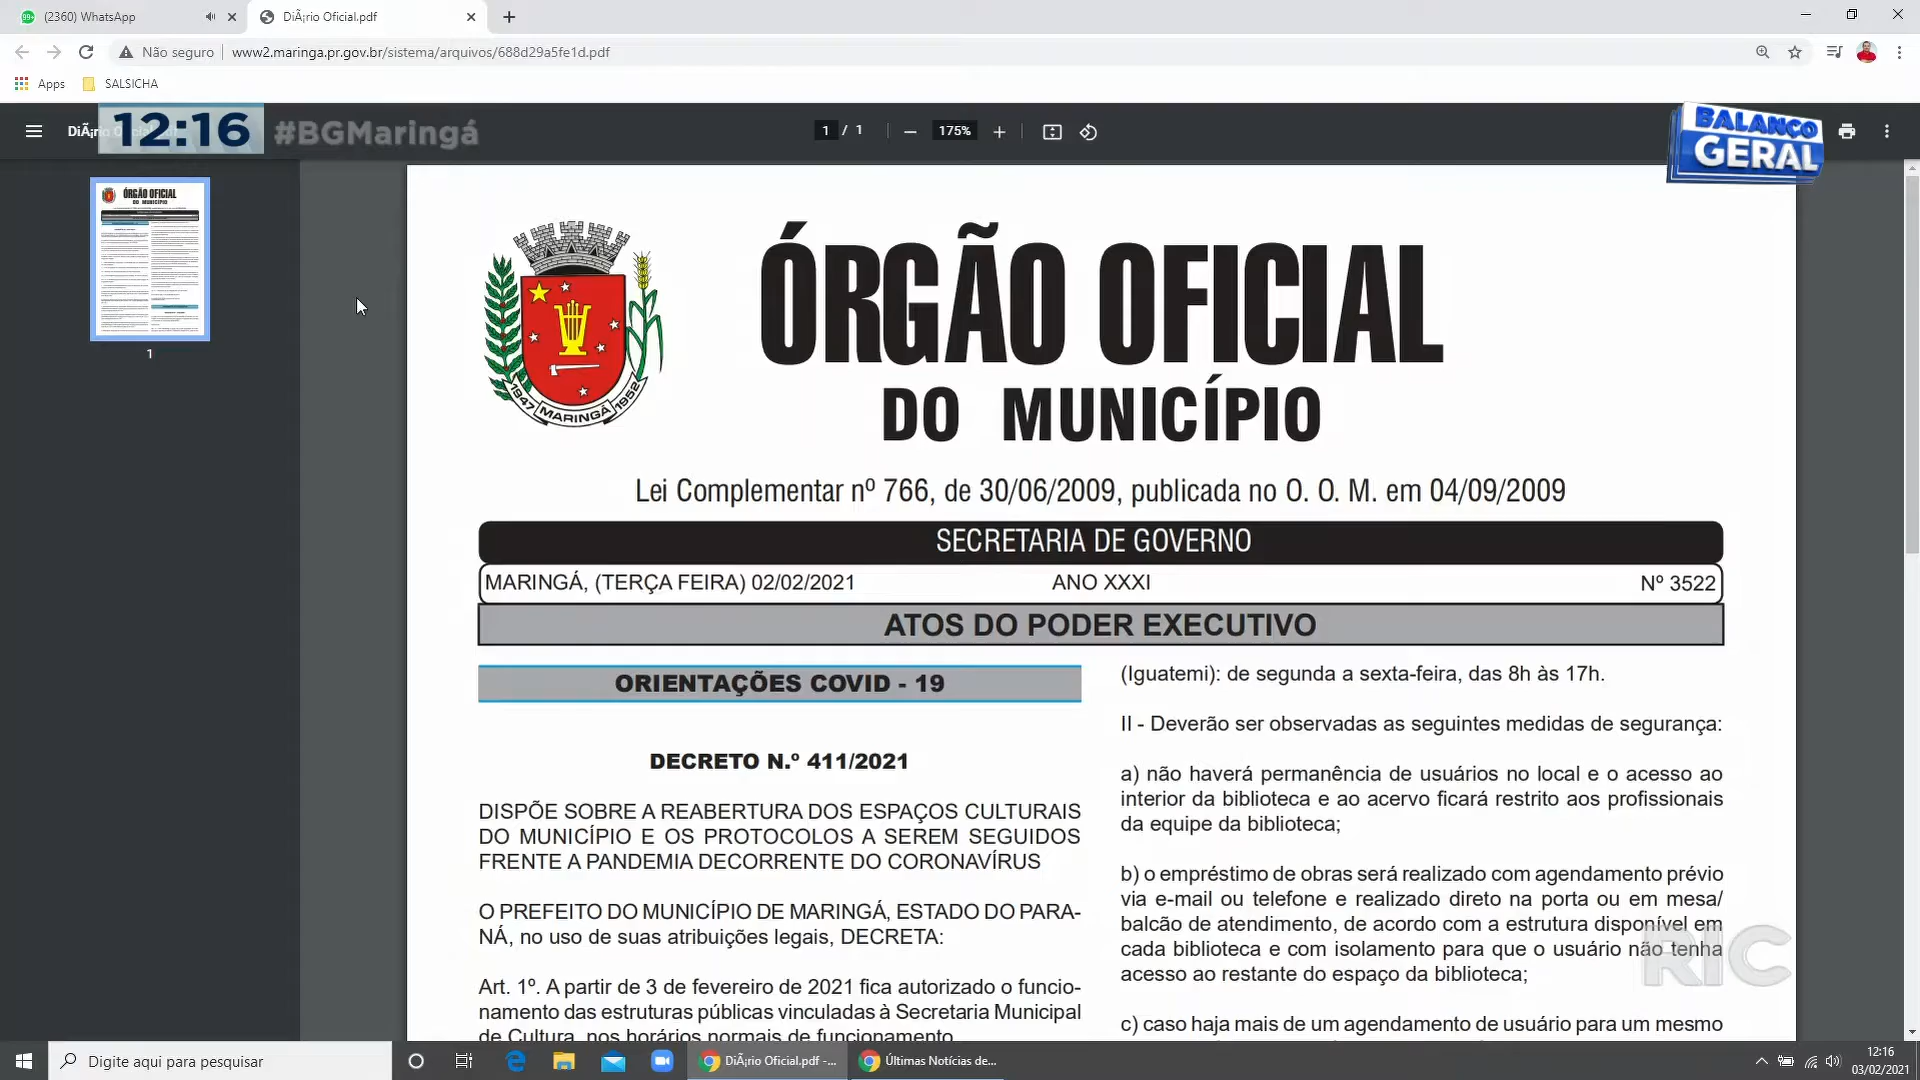 (2360) WhatsApp
DiÃ¡rio Oficial.pdf
Não seguro
www2.maringa.pr.gov.br/sistema/arquivos/688d29a5fe1d.pdf
Apps
SALSICHA
12:16
#BGMaringá
1 / 1
175%
BALANÇO
GERAL
1
MARINGÁ
1947
1952
ÓRGÃO OFICIAL
DO MUNICÍPIO
Lei Complementar nº 766, de 30/06/2009, publicada no O. O. M. em 04/09/2009
SECRETARIA DE GOVERNO
MARINGÁ, (TERÇA FEIRA) 02/02/2021 ANO XXXI Nº 3522
ATOS DO PODER EXECUTIVO
ORIENTAÇÕES COVID - 19
DECRETO N.º 411/2021
DISPÕE SOBRE A REABERTURA DOS ESPAÇOS CULTURAIS
DO MUNICÍPIO E OS PROTOCOLOS A SEREM SEGUIDOS
FRENTE A PANDEMIA DECORRENTE DO CORONAVÍRUS
O PREFEITO DO MUNICÍPIO DE MARINGÁ, ESTADO DO PARA-
NÁ, no uso de suas atribuições legais, DECRETA:
Art. 1º. A partir de 3 de fevereiro de 2021 fica autorizado o funcio-
namento das estruturas públicas vinculadas à Secretaria Municipal
de Cultura, nos horários normais de funcionamento.
(Iguatemi): de segunda a sexta-feira, das 8h às 17h.
II - Deverão ser observadas as seguintes medidas de segurança:
a) não haverá permanência de usuários no local e o acesso ao
interior da biblioteca e ao acervo ficará restrito aos profissionais
da equipe da biblioteca;
b) o empréstimo de obras será realizado com agendamento prévio
via e-mail ou telefone e realizado direto na porta ou em mesa/
balcão de atendimento, de acordo com a estrutura disponível em
cada biblioteca e com isolamento para que o usuário não tenha
acesso ao restante do espaço da biblioteca;
c) caso haja mais de um agendamento de usuário para um mesmo
RIC
Digite aqui para pesquisar
DiÃ¡rio Oficial.pdf -...
Últimas Notícias de...
12:16
03/02/2021